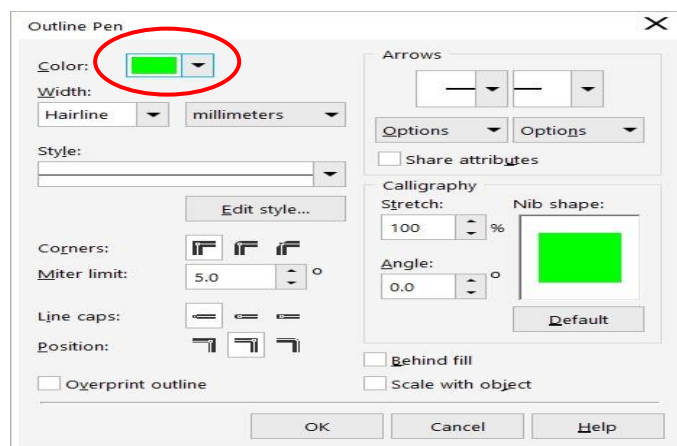 Outline Pen
Color:
Width:
Hairline millimeters
Style:
Edit style...
Corners:
Miter limit: 5.0 °
Line caps:
Position:
Overprint outline
Arrows
Options Options
Share attributes
Calligraphy
Stretch: Nib shape:
100 %
Angle:
0.0 °
Default
Behind fill
Scale with object
OK Cancel Help